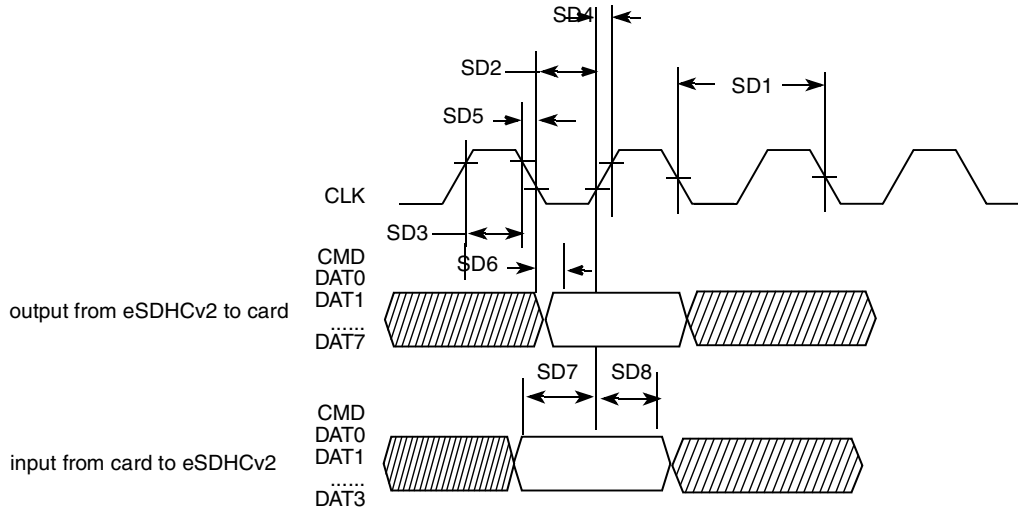 SD4
SD2
SD1
SD5
CLK
SD3
CMD
SD6
DAT0
output from eSDHCv2 to card
DAT1
......
DAT7
SD7
SD8
CMD
DAT0
input from card to eSDHCv2
DAT1
......
DAT3